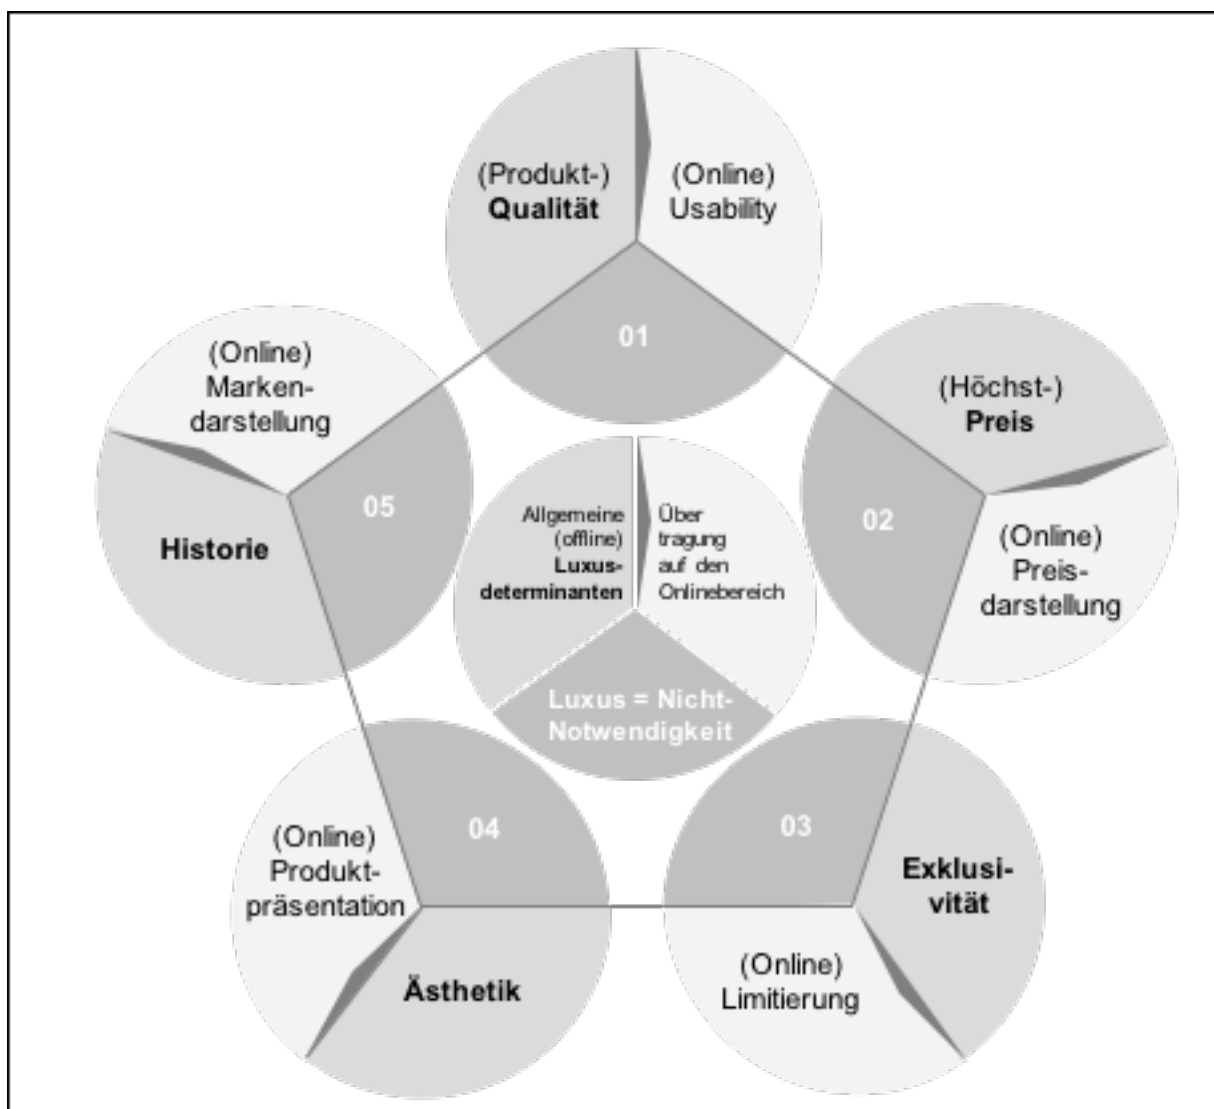 (Produkt-)
Qualität
(Online)
Usability
01
(Höchst-)
Preis
(Online)
Preis-
darstellung
02
Exklusi-
vität
(Online)
Limitierung
03
04
(Online)
Produkt-
präsentation
Ästhetik
(Online)
Marken-
darstellung
Historie
05
Allgemeine
(offline)
Luxus-
determinanten
Über
tragung
auf den
Onlinebereich
Luxus = Nicht-
Notwendigkeit